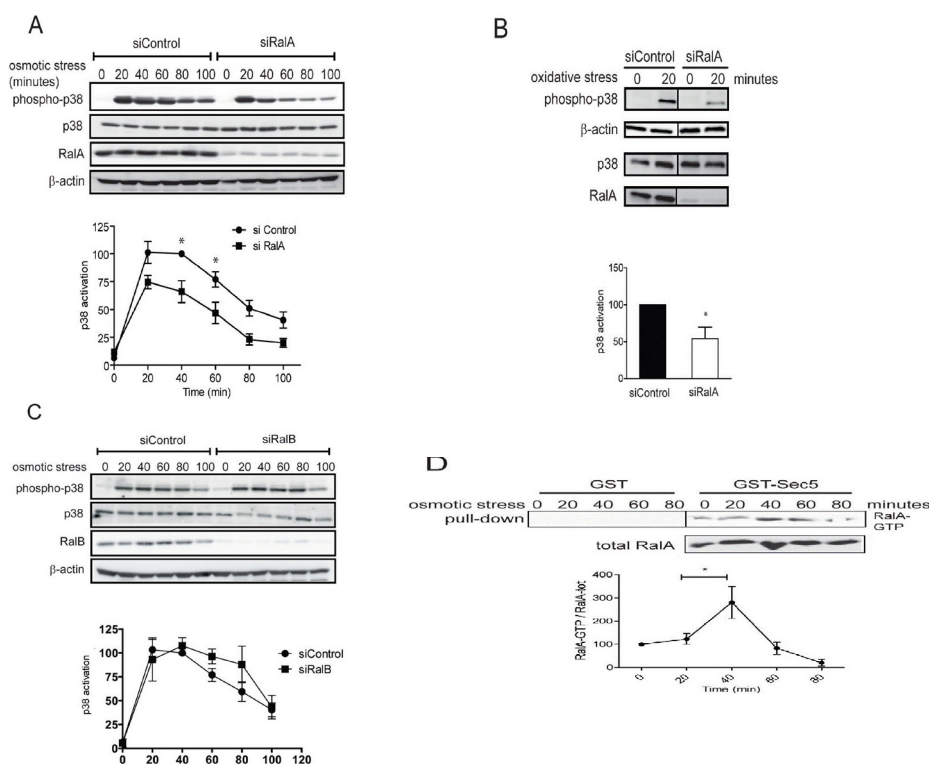 A
siControl siRalA
osmotic stress (minutes) 0 20 40 60 80 100 0 20 40 60 80 100
phospho-p38
p38
RalA
β-actin
125
100
75
50
25
0
p38 activation
si Control
si RalA
* *
0 20 40 60 80 100
Time (min)
B
siControl siRalA
oxidative stress 0 20 0 20 minutes
phospho-p38
β-actin
p38
RalA
150
100
50
0
p38 activation
*
siControl siRalA
C
siControl siRalB
osmotic stress 0 20 40 60 80 100 0 20 40 60 80 100
phospho-p38
p38
RalB
β-actin
125
100
75
50
25
0
p38 activation
siControl
siRalB
0 20 40 60 80 100 120
D
GST GST-Sec5
osmotic stress 0 20 40 60 80 0 20 40 60 80 minutes
pull-down RalA-GTP
total RalA
400
300
200
100
0
RalA-GTP / RalA-tot
*
0 20 40 60 80
Time (min)